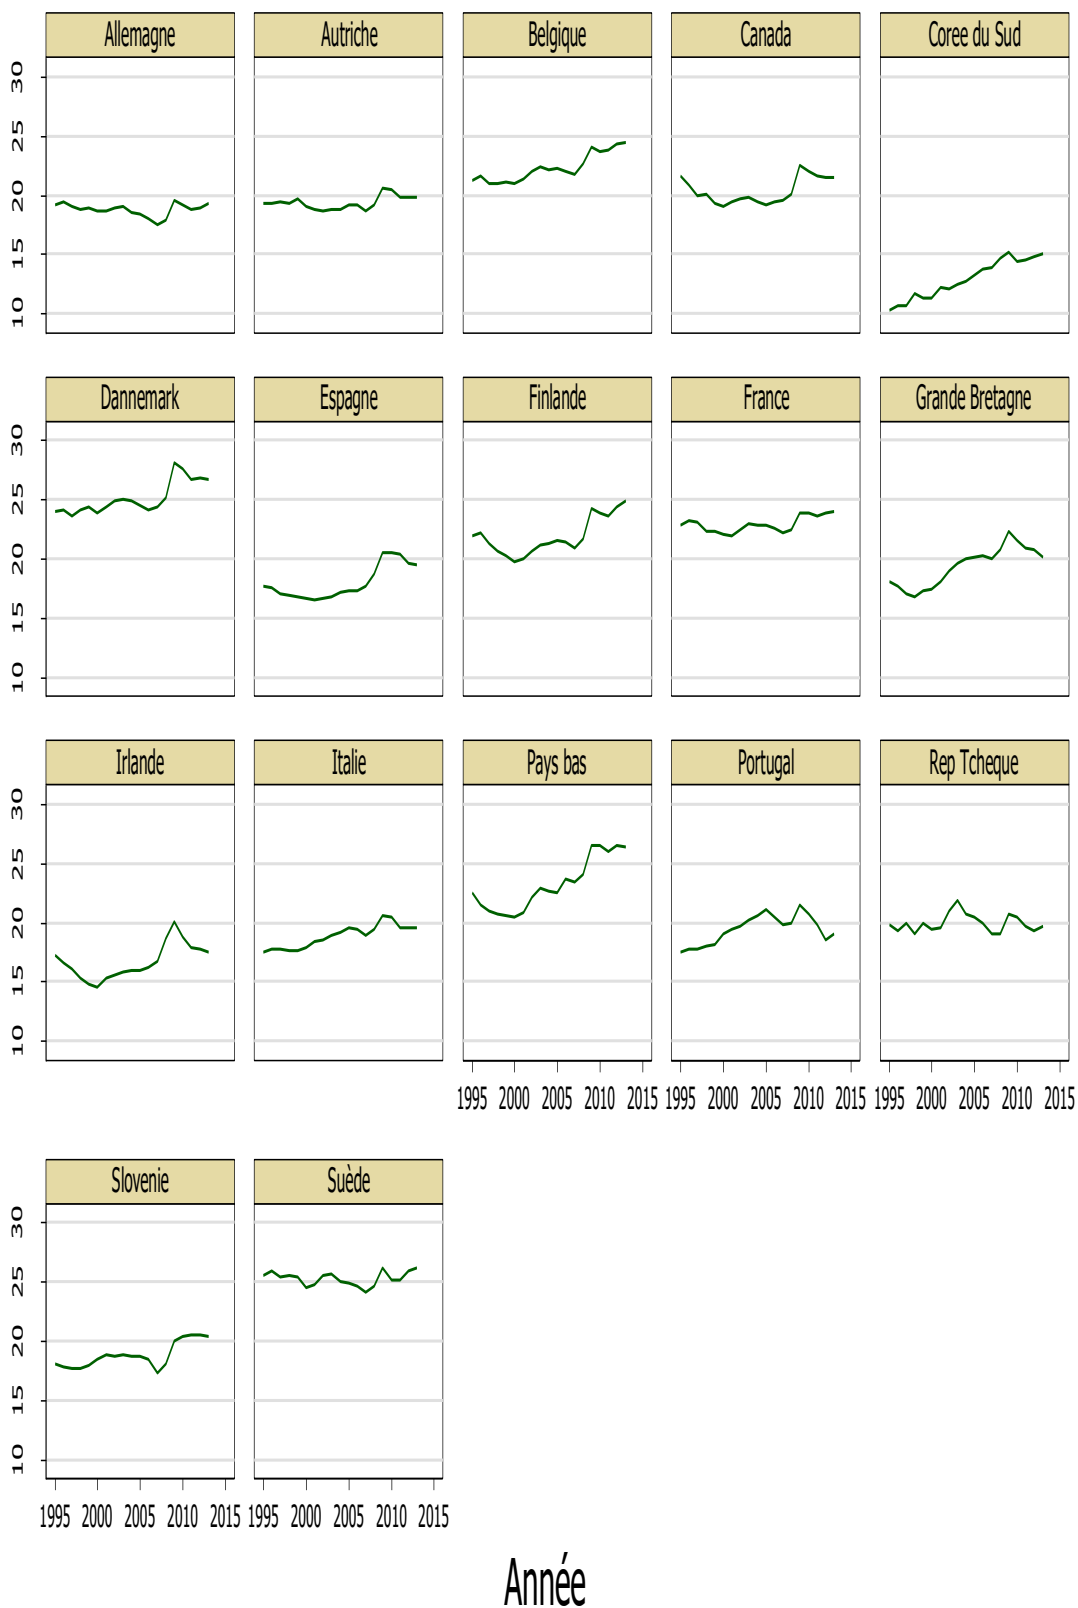 Allemagne Autriche Belgique Canada Coree du Sud
30
25
20
15
10
Dannemark Espagne Finlande France Grande Bretagne
30
25
20
15
10
Irlande Italie Pays bas Portugal Rep Tcheque
30
25
20
15
10
1995 2000 2005 2010 2015 1995 2000 2005 2010 2015 1995 2000 2005 2010 2015
Slovenie Suède
30
25
20
15
10
1995 2000 2005 2010 2015 1995 2000 2005 2010 2015
Année